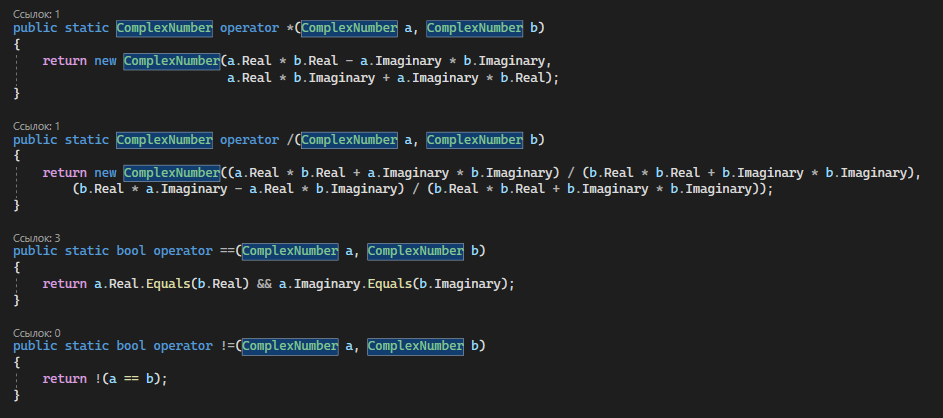 Ссылок: 1
public static ComplexNumber operator *(ComplexNumber a, ComplexNumber b)
{
    return new ComplexNumber(a.Real * b.Real - a.Imaginary * b.Imaginary,
                             a.Real * b.Imaginary + a.Imaginary * b.Real);
}
Ссылок: 1
public static ComplexNumber operator /(ComplexNumber a, ComplexNumber b)
{
    return new ComplexNumber((a.Real * b.Real + a.Imaginary * b.Imaginary) / (b.Real * b.Real + b.Imaginary * b.Imaginary),
        (b.Real * a.Imaginary - a.Real * b.Imaginary) / (b.Real * b.Real + b.Imaginary * b.Imaginary));
}
Ссылок: 3
public static bool operator ==(ComplexNumber a, ComplexNumber b)
{
    return a.Real.Equals(b.Real) && a.Imaginary.Equals(b.Imaginary);
}
Ссылок: 0
public static bool operator !=(ComplexNumber a, ComplexNumber b)
{
    return !(a == b);
}